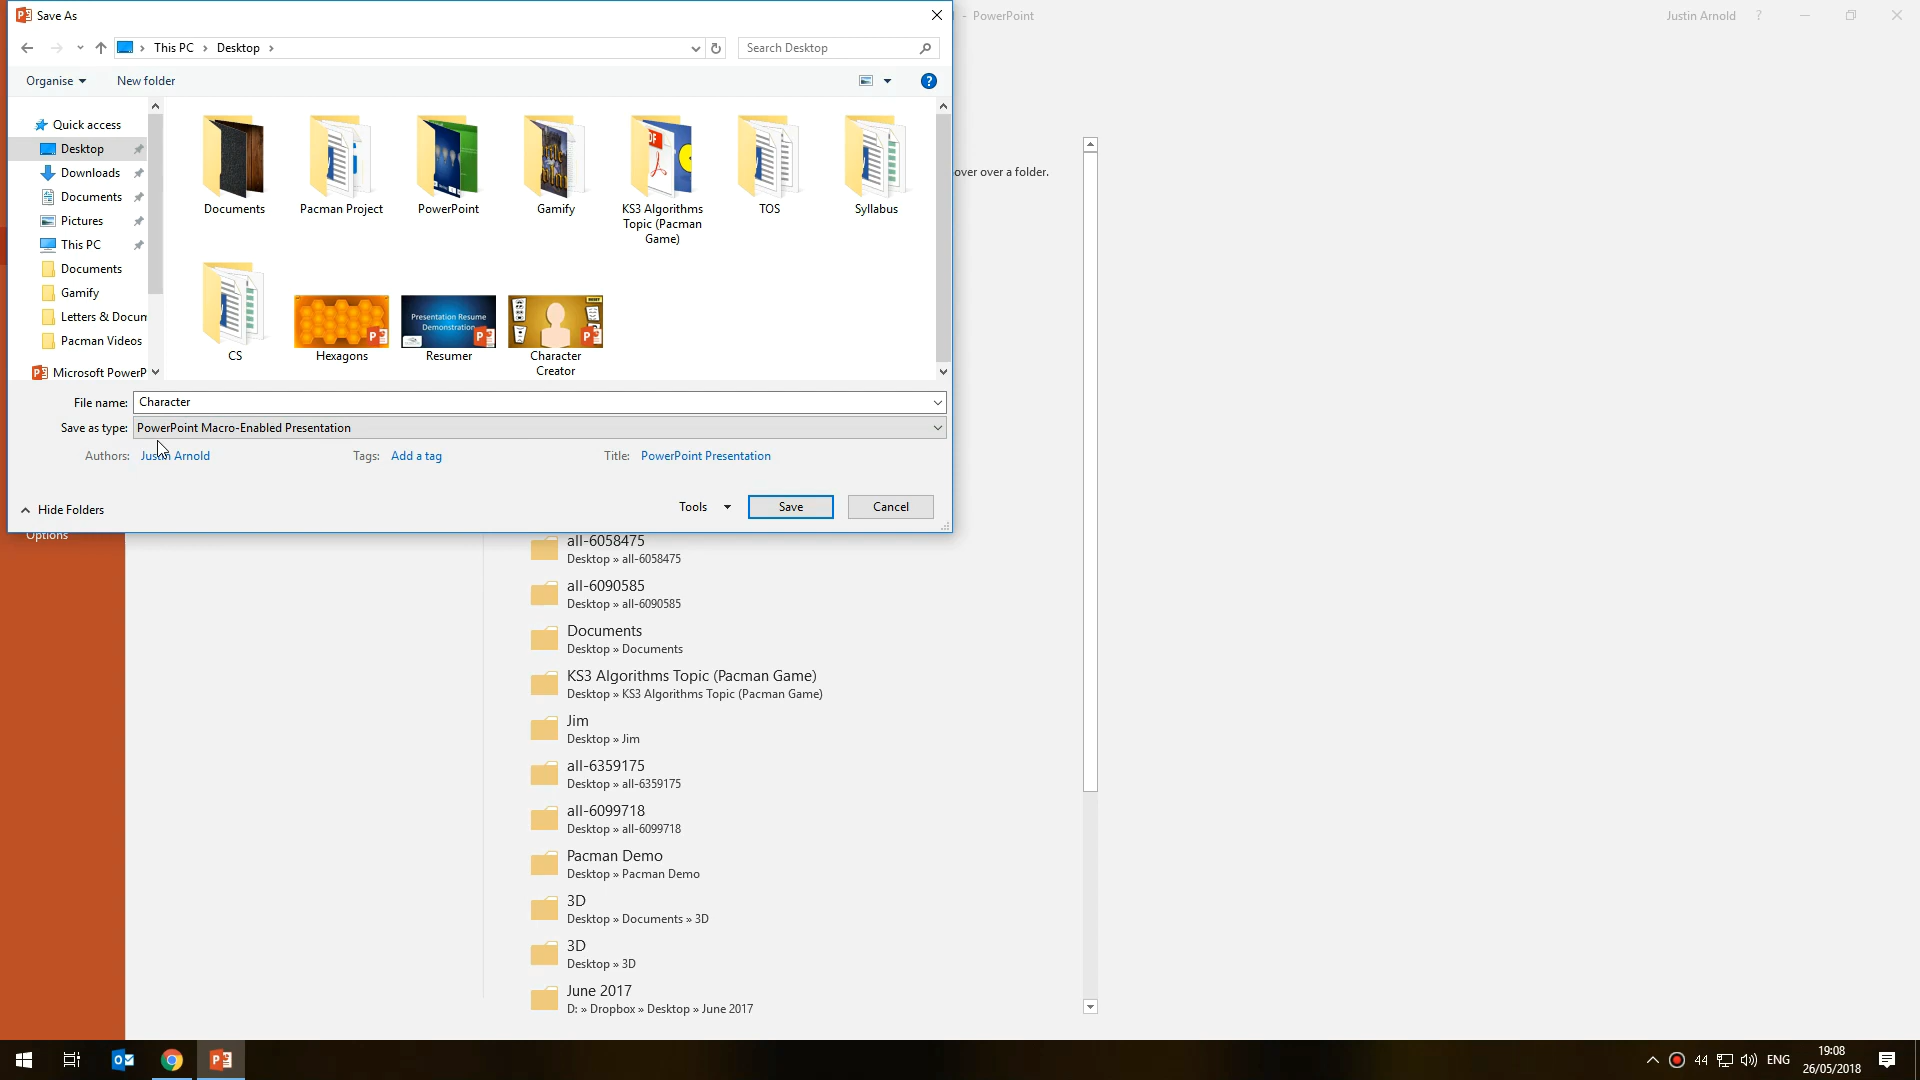 Save As
- PowerPoint
Justin Arnold
?
This PC
Desktop
Search Desktop
Organise
New folder
?
Quick access
Desktop
Downloads
Documents
Pictures
This PC
Documents
Gamify
Letters & Docum
Pacman Videos
Microsoft PowerP
Documents
Pacman Project
PowerPoint
Gamify
KS3 Algorithms
Topic (Pacman
Game)
TOS
Syllabus
CS
Hexagons
Presentation Resume
Demonstration
Resumer
Character
Creator
over over a folder.
File name: Character
Save as type: PowerPoint Macro-Enabled Presentation
Authors: Justin Arnold
Tags: Add a tag
Title: PowerPoint Presentation
Hide Folders
Tools
Save
Cancel
Options
all-6058475
Desktop » all-6058475
all-6090585
Desktop » all-6090585
Documents
Desktop » Documents
KS3 Algorithms Topic (Pacman Game)
Desktop » KS3 Algorithms Topic (Pacman Game)
Jim
Desktop » Jim
all-6359175
Desktop » all-6359175
all-6099718
Desktop » all-6099718
Pacman Demo
Desktop » Pacman Demo
3D
Desktop » Documents » 3D
3D
Desktop » 3D
June 2017
D: » Dropbox » Desktop » June 2017
44
ENG
19:08
26/05/2018